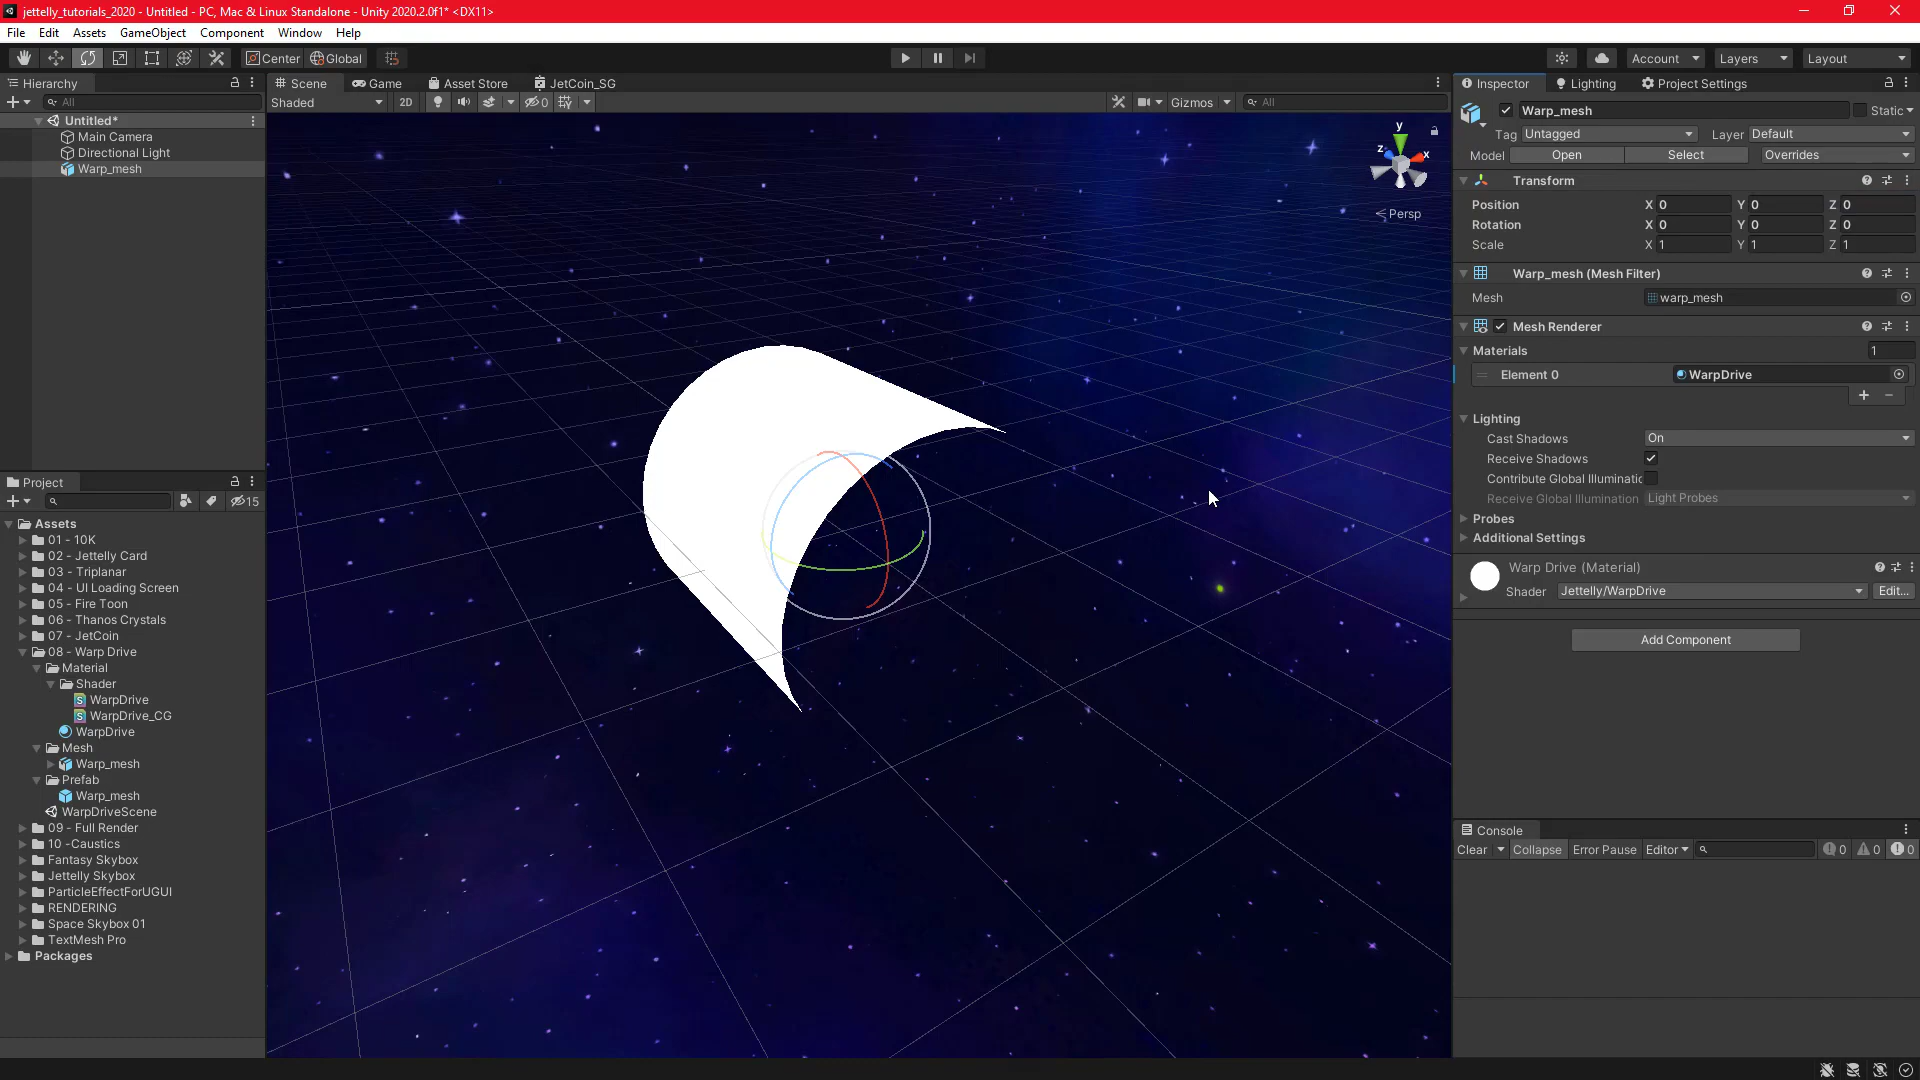 jettelly_tutorials_2020 - Untitled - PC, Mac & Linux Standalone - Unity 2020.2.0f1* <DX11>
File Edit Assets GameObject Component Window Help
Center Global
Account Layers Layout
Hierarchy
All
Untitled*
Main Camera
Directional Light
Warp_mesh
Scene Game Asset Store JetCoin_SG
Shaded 2D 0 Gizmos All
y
z x
Persp
Project
15
Assets
01 - 10K
02 - Jettelly Card
03 - Triplanar
04 - UI Loading Screen
05 - Fire Toon
06 - Thanos Crystals
07 - JetCoin
08 - Warp Drive
Material
Shader
WarpDrive
WarpDrive_CG
WarpDrive
Mesh
Warp_mesh
Prefab
Warp_mesh
WarpDriveScene
09 - Full Render
10 -Caustics
Fantasy Skybox
Jettelly Skybox
ParticleEffectForUGUI
RENDERING
Space Skybox 01
TextMesh Pro
Packages
Inspector Lighting Project Settings
Warp_mesh Static
Tag Untagged Layer Default
Model Open Select Overrides
Transform
Position X 0 Y 0 Z 0
Rotation X 0 Y 0 Z 0
Scale X 1 Y 1 Z 1
Warp_mesh (Mesh Filter)
Mesh warp_mesh
Mesh Renderer
Materials 1
Element 0 WarpDrive
Lighting
Cast Shadows On
Receive Shadows
Contribute Global Illuminatic
Receive Global Illumination Light Probes
Probes
Additional Settings
Warp Drive (Material)
Shader Jettelly/WarpDrive Edit...
Add Component
Console
Clear Collapse Error Pause Editor 0 0 0